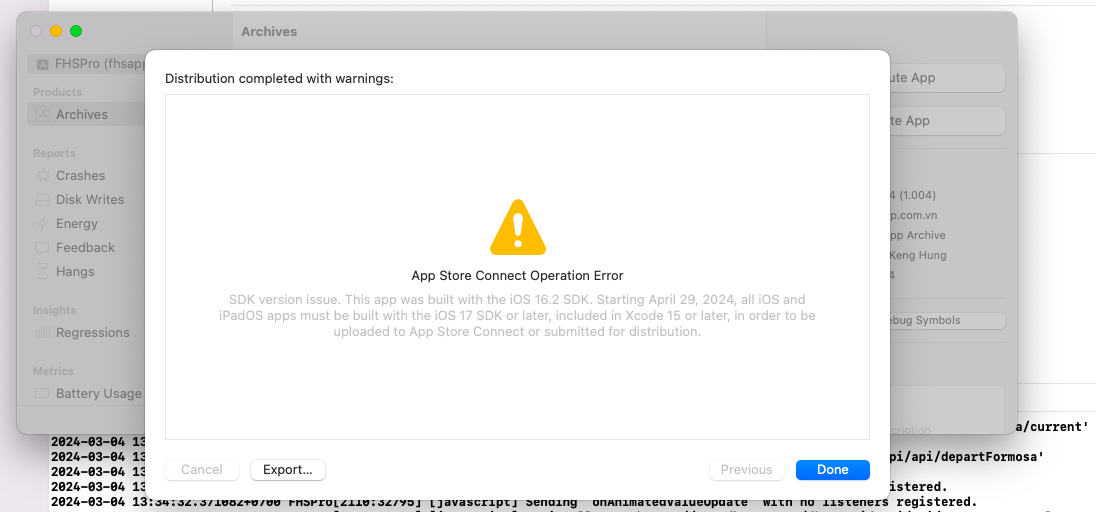 Archives
FHSPro (fhsapp
Products
Archives
Reports
Crashes
Disk Writes
Energy
Feedback
Hangs
Insights
Regressions
Metrics
Battery Usage
Distribution completed with warnings:
App Store Connect Operation Error
SDK version issue. This app was built with the iOS 16.2 SDK. Starting April 29, 2024, all iOS and
iPadOS apps must be built with the iOS 17 SDK or later, included in Xcode 15 or later, in order to be
uploaded to App Store Connect or submitted for distribution.
Cancel
Export...
Previous
Done
ute App
te App
4 (1.004)
p.com.vn
pp Archive
Keng Hung
4
ebug Symbols
cription
a/current'
2024-03-04 13
2024-03-04 13 pi/api/departFormosa'
2024-03-04 13
2024-03-04 13 istered.
2024-03-04 13:34:32.371082+0700 FHSPro[2110:32795] [javascript] Sending `onAnimatedValueUpdate` with no listeners registered.